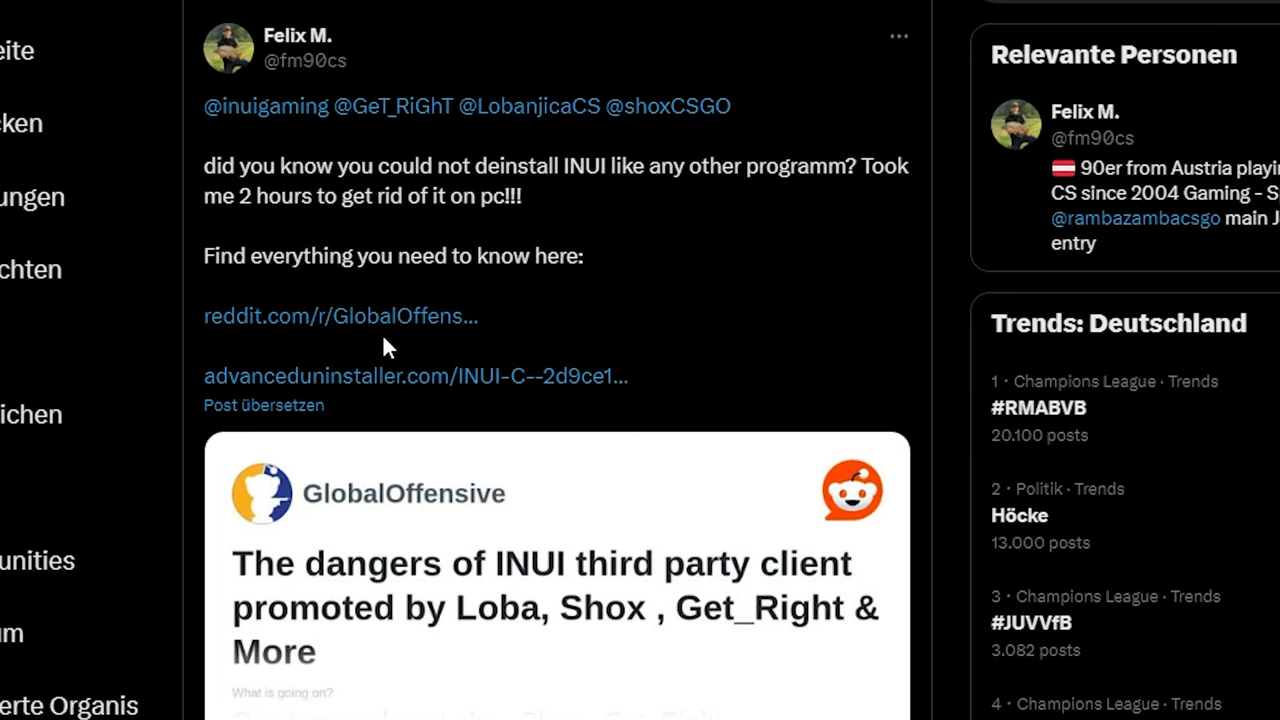 eite
cken
ungen
chten
ichen
unities
um
erte Organis
Felix M.
@fm90cs
@inuigaming @GeT_RiGhT @LobanjicaCS @shoxCSGO
did you know you could not deinstall INUI like any other programm? Took
me 2 hours to get rid of it on pc!!!
Find everything you need to know here:
reddit.com/r/GlobalOffens...
advanceduninstaller.com/INUI-C--2d9ce1...
Post übersetzen
GlobalOffensive
The dangers of INUI third party client
promoted by Loba, Shox , Get_Right &
More
What is going on?
Relevante Personen
Felix M.
@fm90cs
90er from Austria playi
CS since 2004 Gaming - S
@rambazambacsgo main J
entry
Trends: Deutschland
1 · Champions League · Trends
#RMABVB
20.100 posts
2 · Politik · Trends
Höcke
13.000 posts
3 · Champions League · Trends
#JUVVfB
3.082 posts
4 · Champions League · Trends